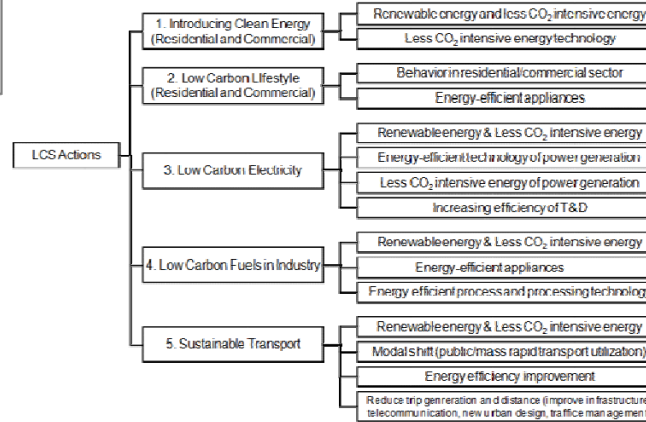 LCS Actions
1. Introducing Clean Energy
(Residential and Commercial)
Renewable energy and less CO₂ intensive energy
Less CO₂ intensive energy technology
2. Low Carbon LIfestyle
(Residential and Commercial)
Behavior in residential/commercial sector
Energy-efficient appliances
3. Low Carbon Electricity
Renewable energy & Less CO₂ intensive energy
Energy-efficient technology of power generation
Less CO₂ intensive energy of power generation
Increasing efficiency of T&D
4. Low Carbon Fuels in Industry
Renewable energy & Less CO₂ intensive energy
Energy-efficient appliances
Energy efficient process and processing technology
5. Sustainable Transport
Renewable energy & Less CO₂ intensive energy
Modal shift (public/mass rapid transport utilization)
Energy efficiency improvement
Reduce trip genreration and distance (improve infrastructure
telecommunication, new urban design, traffice managemen